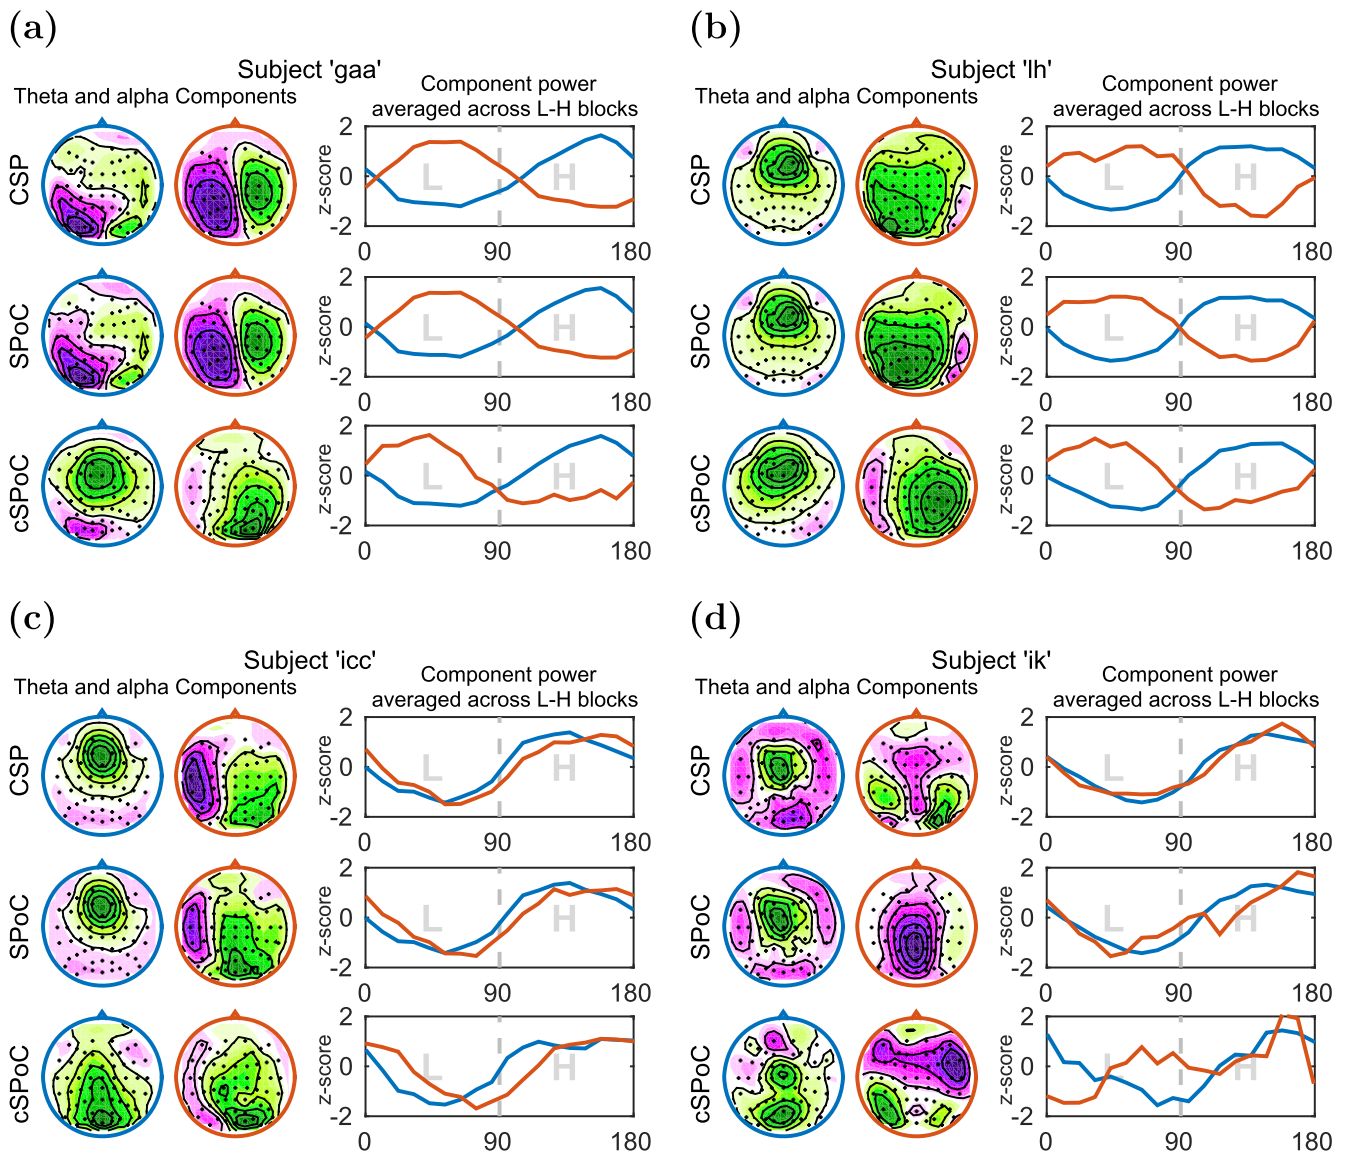 (a)
Subject 'gaa'
Theta and alpha Components
Component power
averaged across L-H blocks
CSP
z-score
2
0
-2
L
H
0
90
180
SPoC
z-score
2
0
-2
L
H
0
90
180
cSPoC
z-score
2
0
-2
L
H
0
90
180
(b)
Subject 'lh'
Theta and alpha Components
Component power
averaged across L-H blocks
CSP
z-score
2
0
-2
L
H
0
90
180
SPoC
z-score
2
0
-2
L
H
0
90
180
cSPoC
z-score
2
0
-2
L
H
0
90
180
(c)
Subject 'icc'
Theta and alpha Components
Component power
averaged across L-H blocks
CSP
z-score
2
0
-2
L
H
0
90
180
SPoC
z-score
2
0
-2
L
H
0
90
180
cSPoC
z-score
2
0
-2
L
H
0
90
180
(d)
Subject 'ik'
Theta and alpha Components
Component power
averaged across L-H blocks
CSP
z-score
2
0
-2
L
H
0
90
180
SPoC
z-score
2
0
-2
L
H
0
90
180
cSPoC
z-score
2
0
-2
L
H
0
90
180